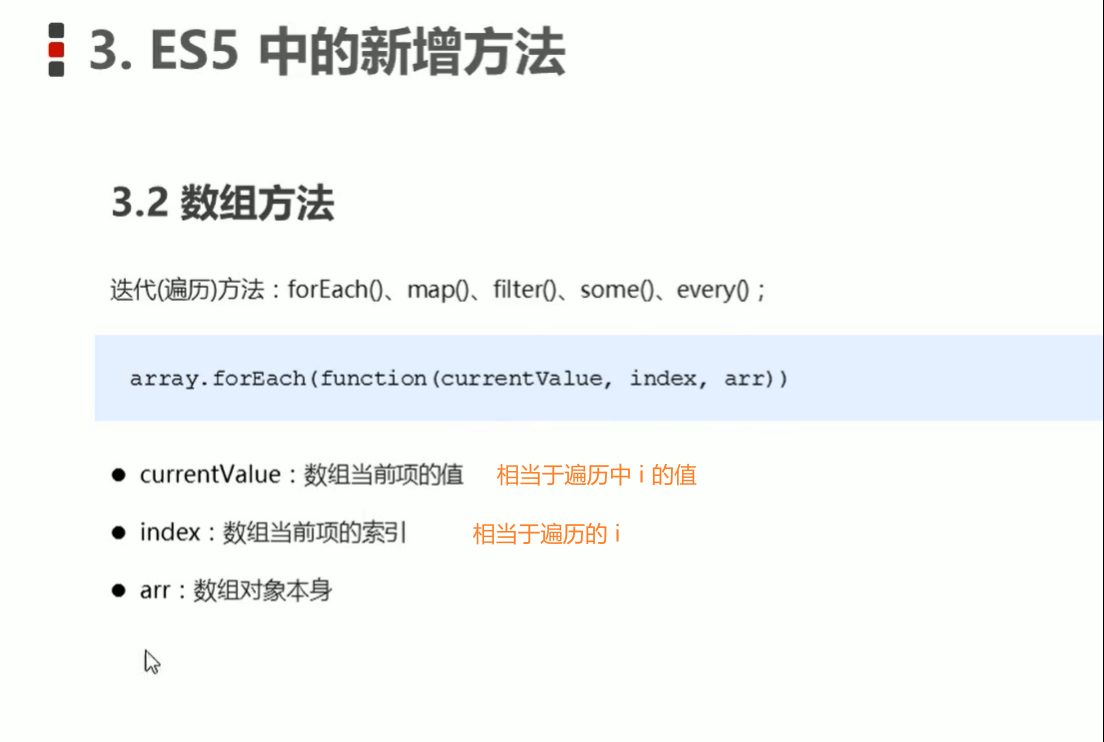 3. ES5 中的新增方法
3.2 数组方法
迭代(遍历)方法：forEach()、map()、filter()、some()、every()；
array.forEach(function(currentValue, index, arr))
currentValue：数组当前项的值 相当于遍历中 i 的值
index：数组当前项的索引 相当于遍历的 i
arr：数组对象本身